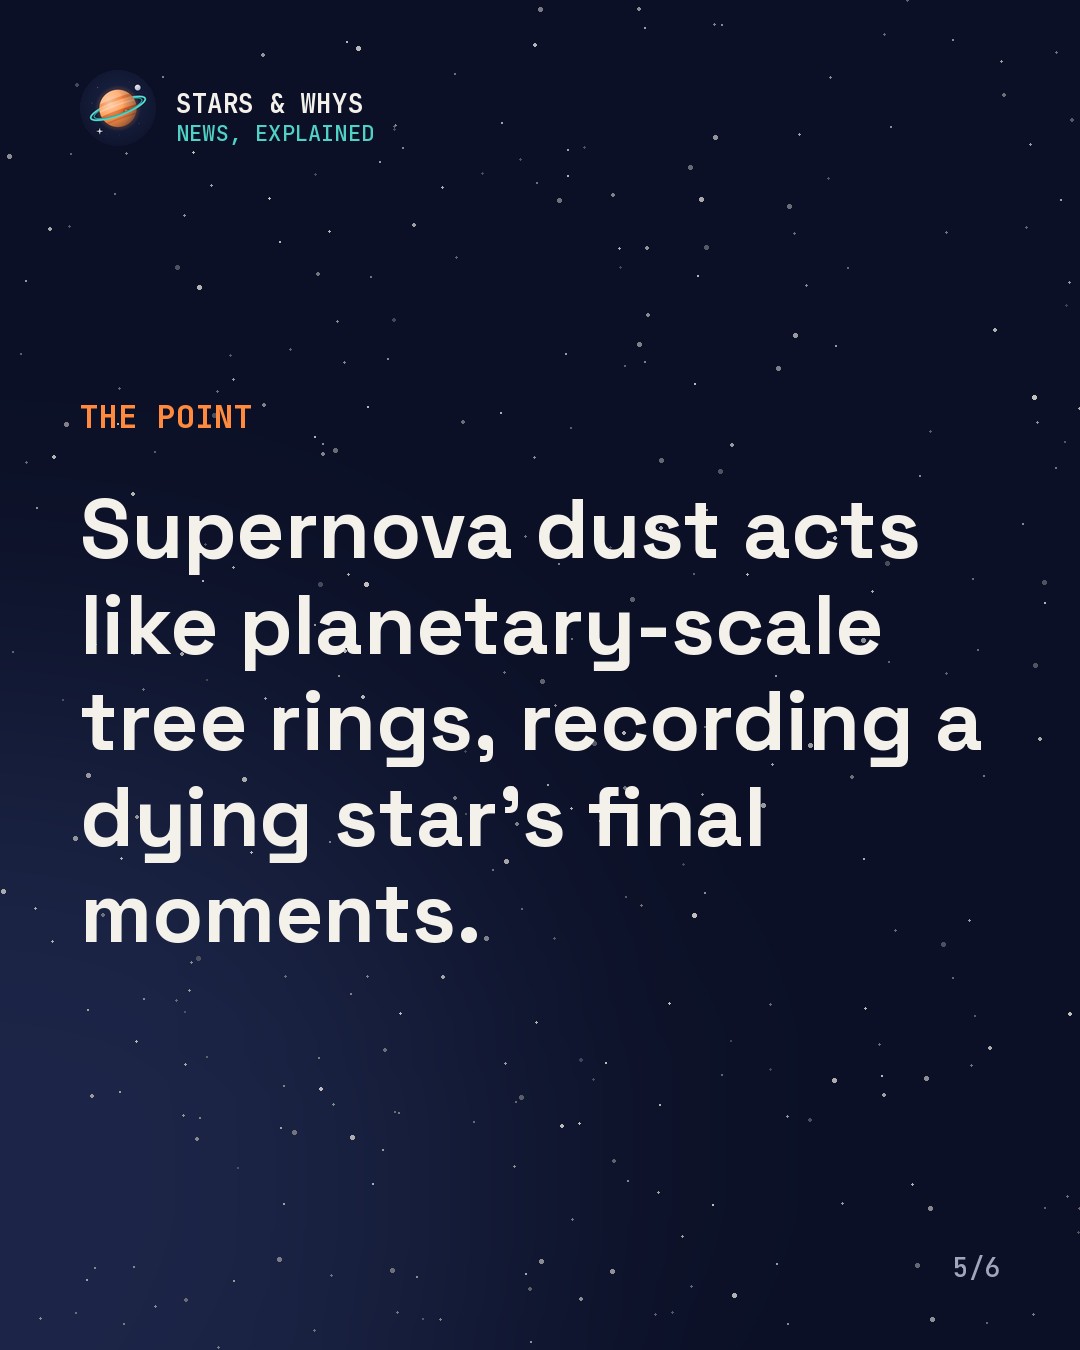 STARS & WHYS
NEWS, EXPLAINED
THE POINT
Supernova dust acts
like planetary-scale
tree rings, recording a
dying star’s final
moments.
5/6